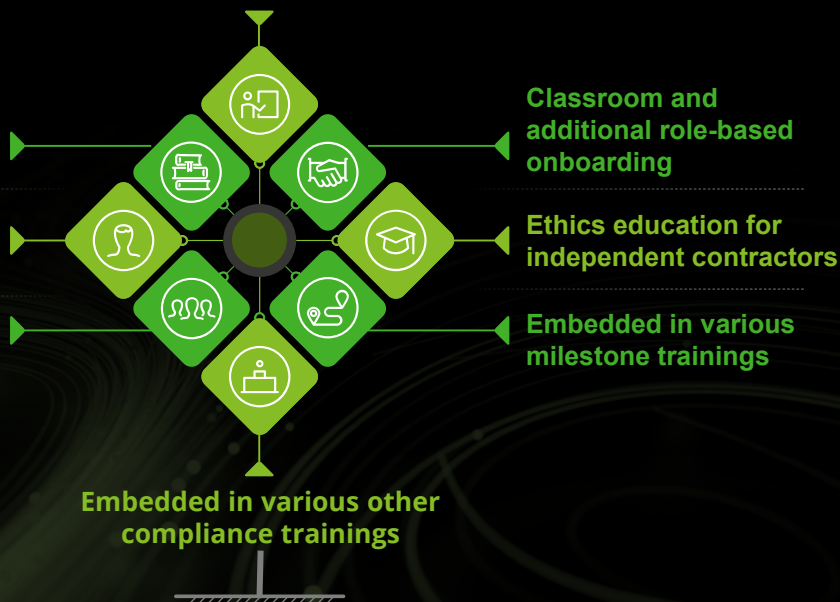 Classroom and
additional role-based
onboarding
Ethics education for
independent contractors
Embedded in various
milestone trainings
Embedded in various other
compliance trainings